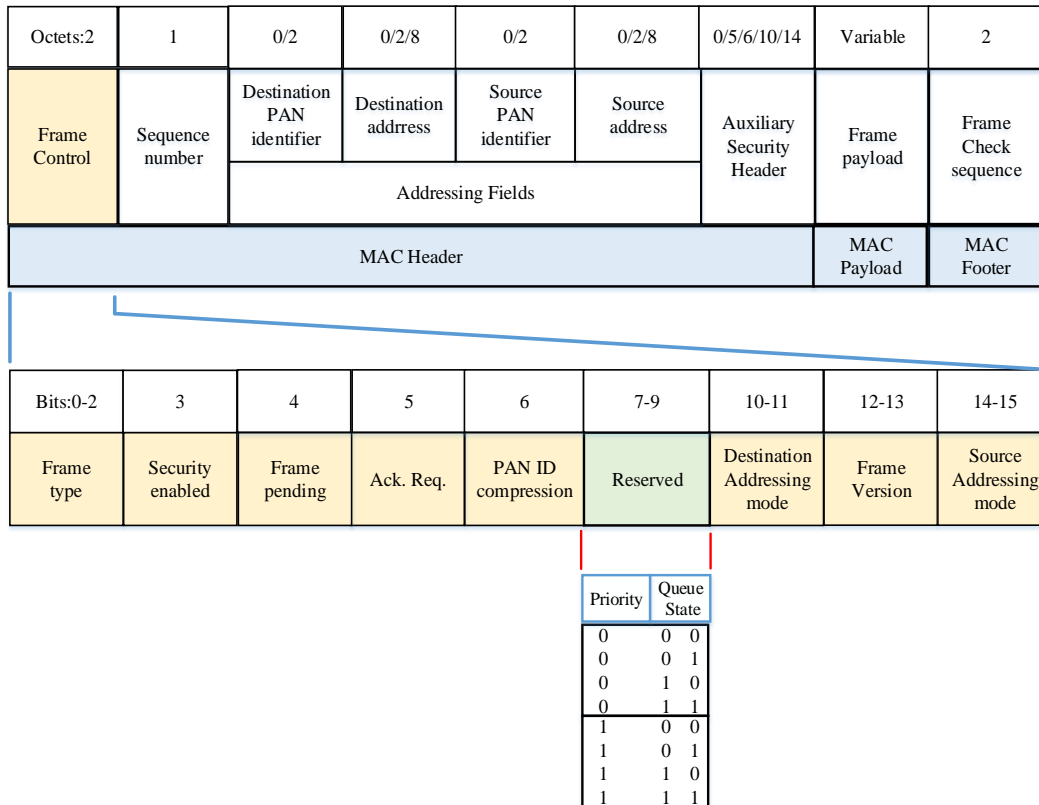 Octets:2 1 0/2 0/2/8 0/2 0/2/8 0/5/6/10/14 Variable 2
Frame Control
Sequence number
Destination PAN identifier
Destination addrress
Source PAN identifier
Source address
Auxiliary Security Header
Frame payload
Frame Check sequence
Addressing Fields
MAC Header
MAC Payload
MAC Footer
Bits:0-2 3 4 5 6 7-9 10-11 12-13 14-15
Frame type
Security enabled
Frame pending
Ack. Req.
PAN ID compression
Reserved
Destination Addressing mode
Frame Version
Source Addressing mode
Priority
Queue State
0 0 0
0 0 1
0 1 0
0 1 1
1 0 0
1 0 1
1 1 0
1 1 1